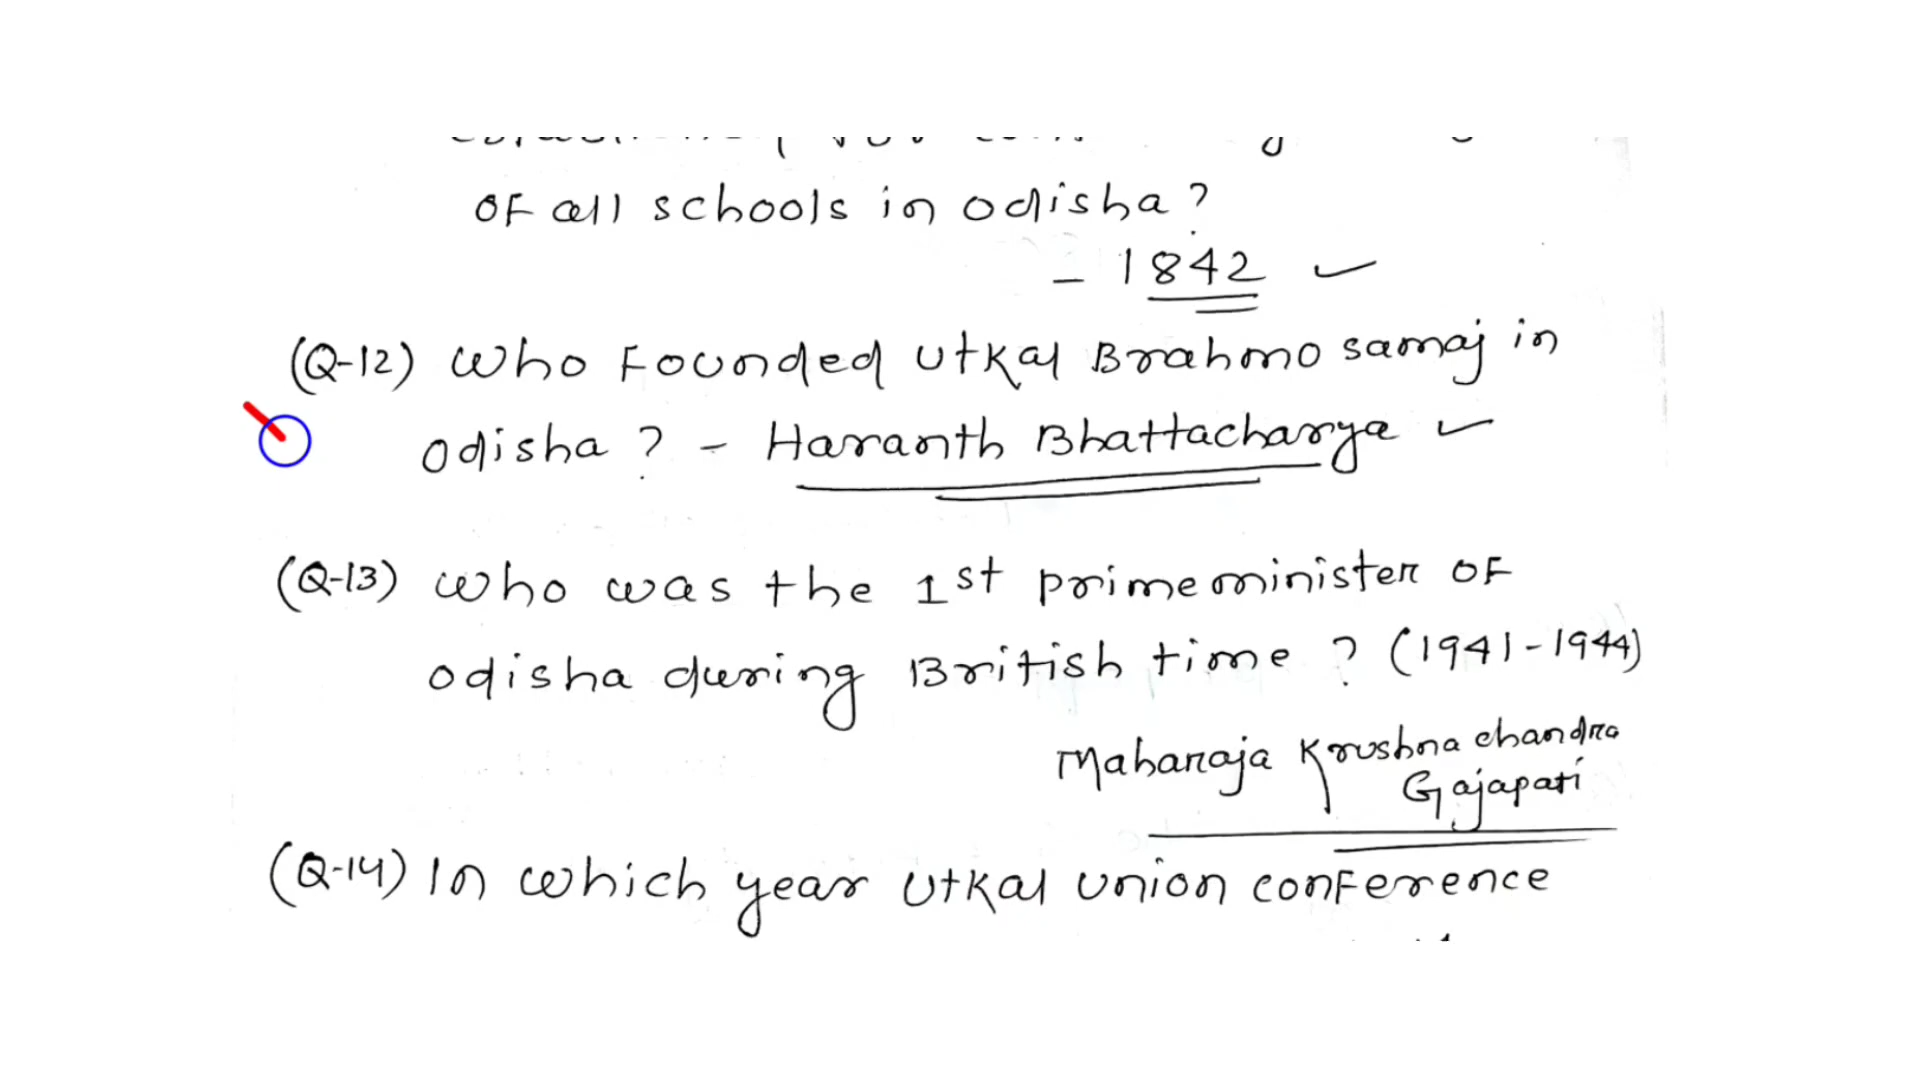 of all schools in odisha?
- 1842
(Q-12) Who Founded Utkal Brahmo samaj in
odisha? - Haranth Bhattacharya
(Q-13) Who was the 1st prime minister of
odisha during British time? (1941-1944)
Maharaja Krushna chandra
Gajapati
(Q-14) In which year Utkal union conference